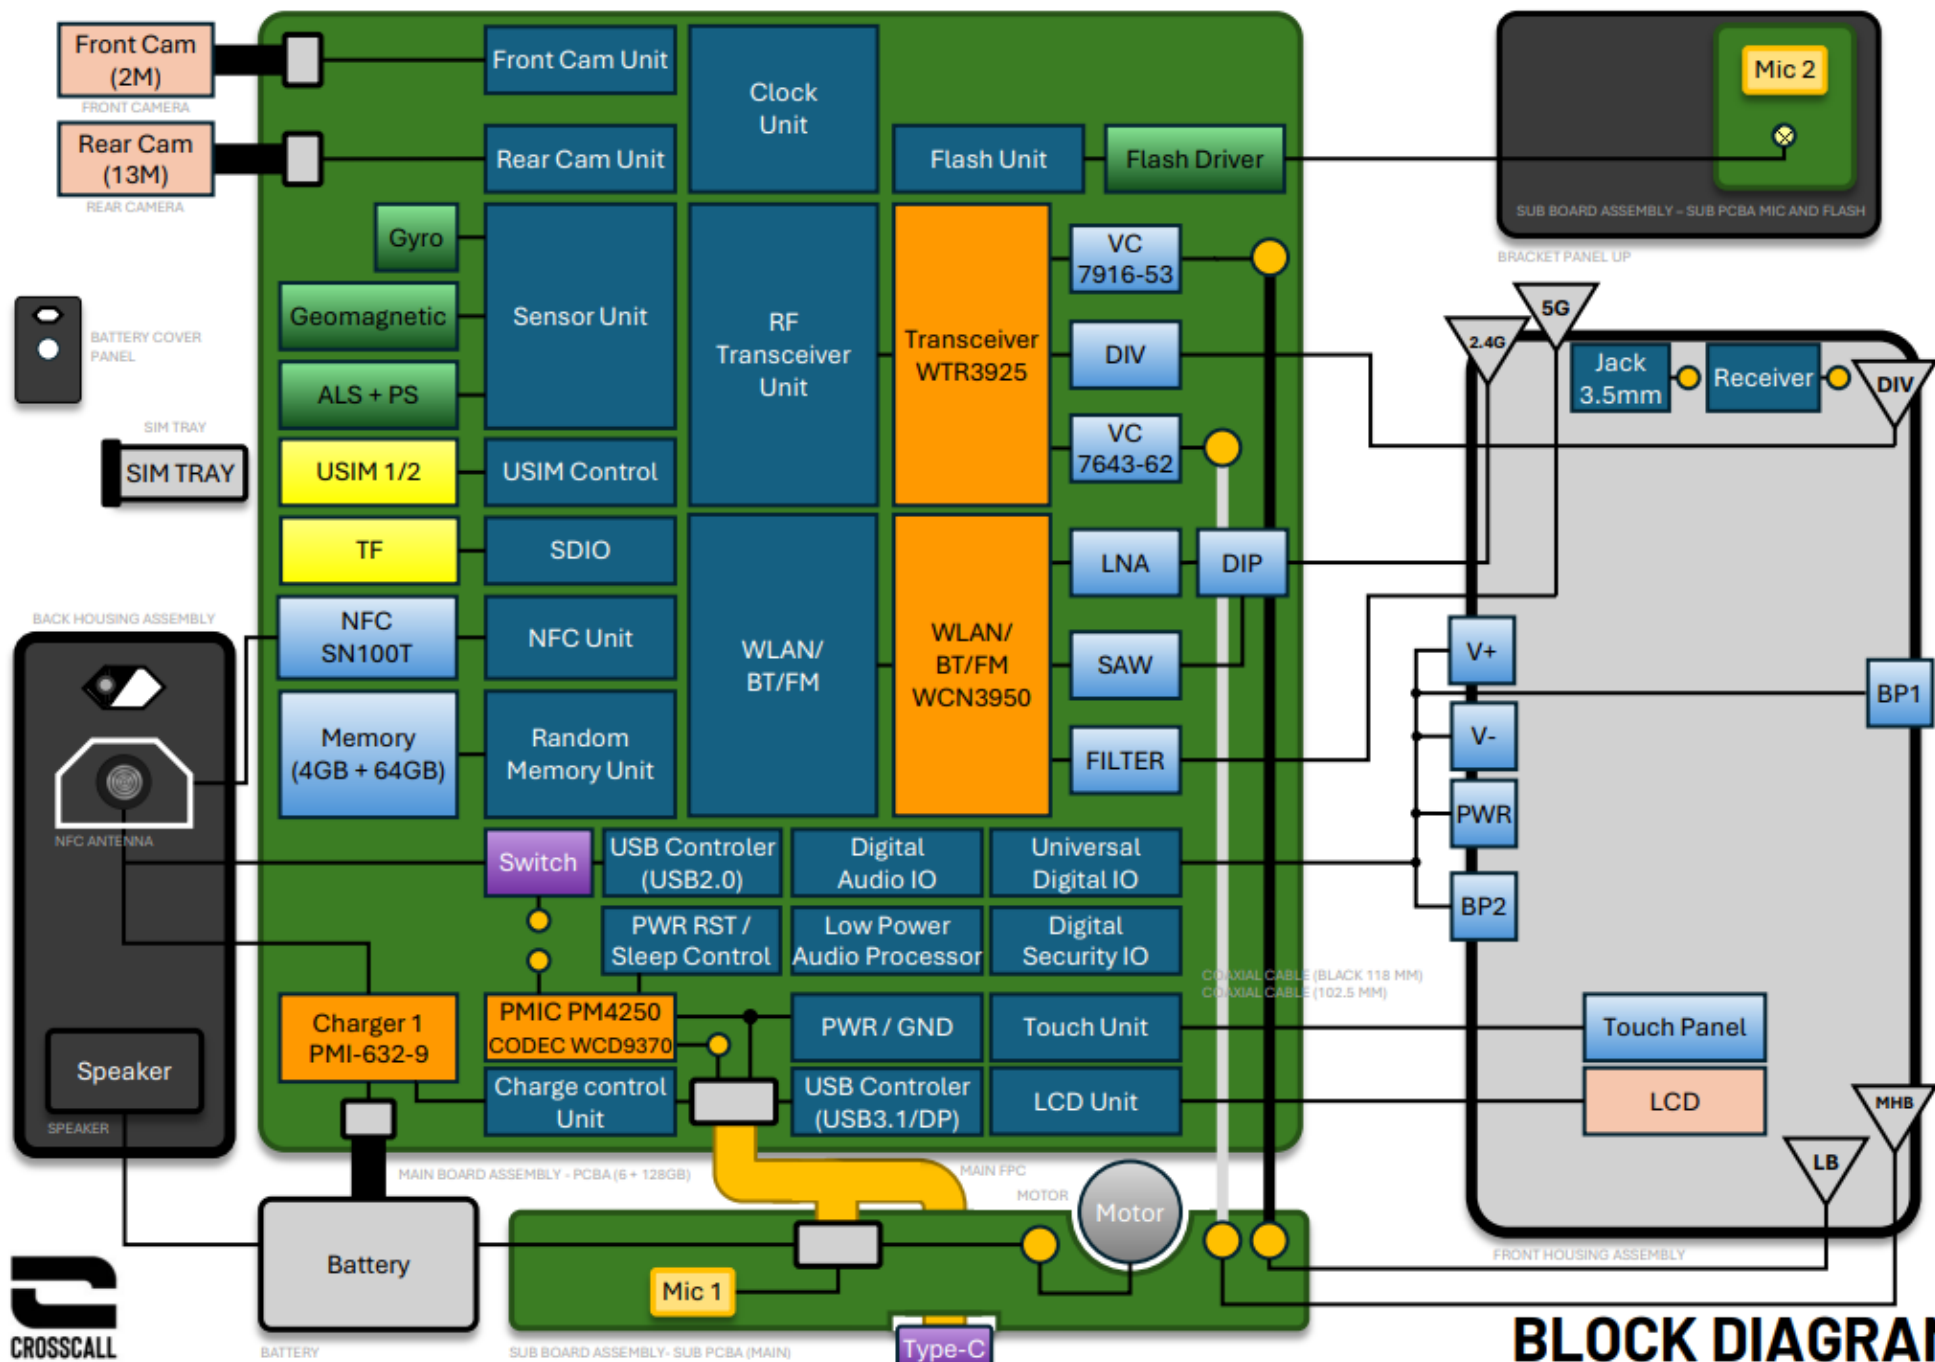 Front Cam
(2M)
FRONT CAMERA
Rear Cam
(13M)
REAR CAMERA
Front Cam Unit
Rear Cam Unit
Clock
Unit
Flash Unit
Flash Driver
Mic 2
SUB BOARD ASSEMBLY – SUB PCBA MIC AND FLASH
BRACKET PANEL UP
Gyro
Geomagnetic
ALS + PS
Sensor Unit
RF
Transceiver
Unit
Transceiver
WTR3925
VC
7916-53
DIV
VC
7643-62
BATTERY COVER
PANEL
SIM TRAY
SIM TRAY
USIM 1/2
USIM Control
TF
SDIO
NFC
SN100T
NFC Unit
Memory
(4GB + 64GB)
Random
Memory Unit
WLAN/
BT/FM
WLAN/
BT/FM
WCN3950
LNA
DIP
SAW
FILTER
5G
2.4G
Jack
3.5mm
Receiver
DIV
V+
BP1
V-
PWR
BP2
BACK HOUSING ASSEMBLY
NFC ANTENNA
Speaker
SPEAKER
Switch
USB Controler
(USB2.0)
Digital
Audio IO
Universal
Digital IO
PWR RST /
Sleep Control
Low Power
Audio Processor
Digital
Security IO
COAXIAL CABLE (BLACK 118 MM)
COAXIAL CABLE (102.5 MM)
Charger 1
PMI-632-9
PMIC PM4250
CODEC WCD9370
PWR / GND
Touch Unit
Touch Panel
Charge control
Unit
USB Controler
(USB3.1/DP)
LCD Unit
LCD
MHB
LB
MAIN BOARD ASSEMBLY - PCBA (6 + 128GB)
MAIN FPC
MOTOR
Motor
Battery
BATTERY
Mic 1
Type-C
SUB BOARD ASSEMBLY- SUB PCBA (MAIN)
FRONT HOUSING ASSEMBLY
CROSSCALL
BLOCK DIAGRAM